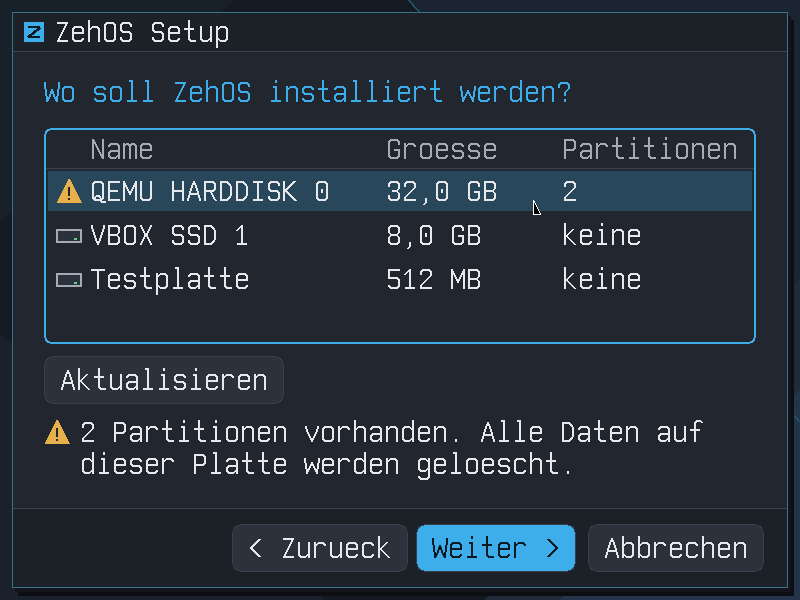 Z ZehOS Setup
Wo soll ZehOS installiert werden?
Name Groesse Partitionen
QEMU HARDDISK 0 32,0 GB 2
VBOX SSD 1 8,0 GB keine
Testplatte 512 MB keine
Aktualisieren
2 Partitionen vorhanden. Alle Daten auf
dieser Platte werden geloescht.
< Zurueck Weiter > Abbrechen